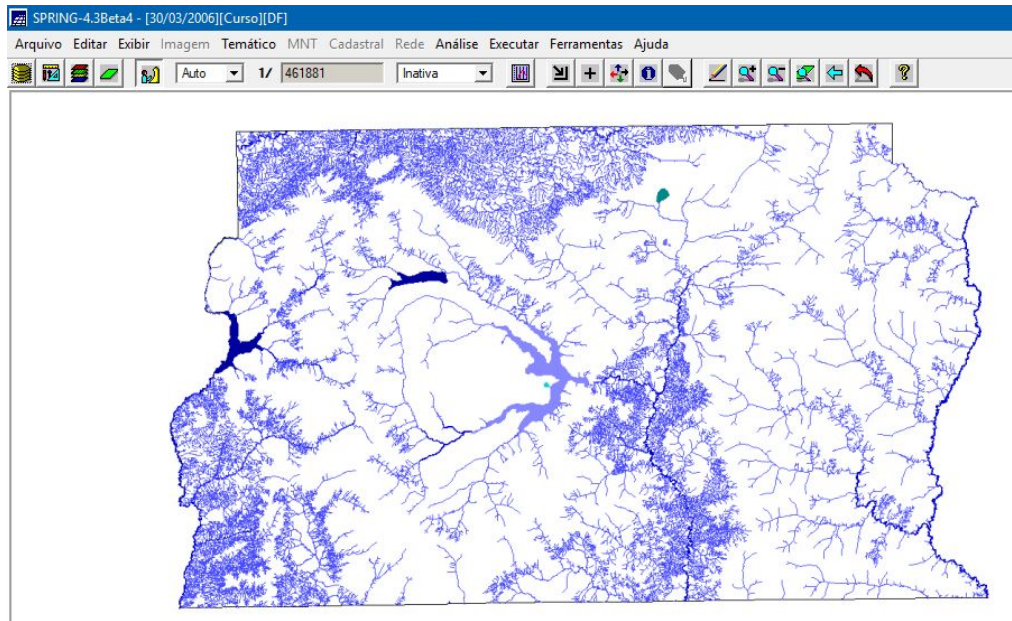 SPRING-4.3Beta4 - [30/03/2006][Curso][DF]
Arquivo Editar Exibir Imagem Temático MNT Cadastral Rede Análise Executar Ferramentas Ajuda
Auto 1/ 461881 Inativa